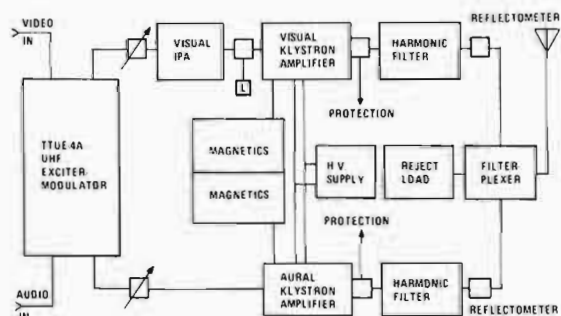 VIDEO
IN
VISUAL
IPA
L
VISUAL
KLYSTRON
AMPLIFIER
HARMONIC
FILTER
REFLECTOMETER
PROTECTION
TTUE-4A
UHF
EXCITER
MODULATOR
MAGNETICS
MAGNETICS
H V
SUPPLY
REJECT
LOAD
FILTER
PLEXER
PROTECTION
AUDIO
IN
AURAL
KLYSTRON
AMPLIFIER
HARMONIC
FILTER
REFLECTOMETER